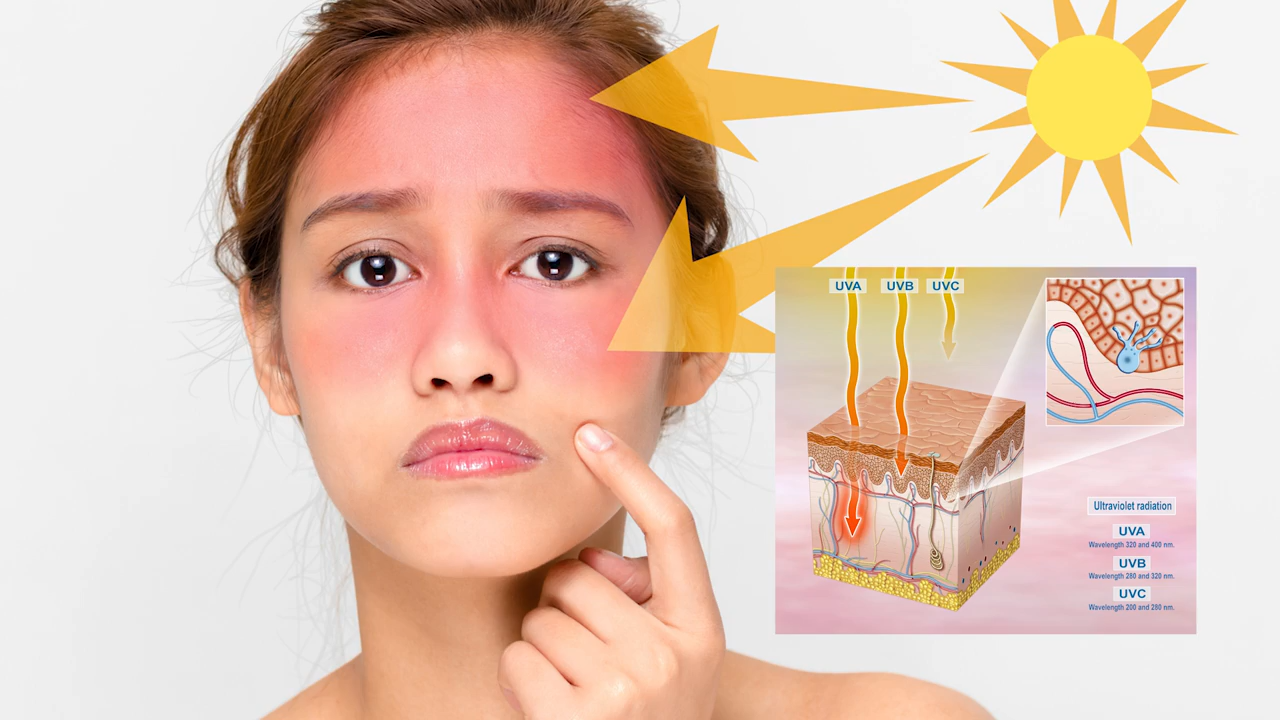 UVA UVB UVC
Ultraviolet radiation
UVA
Wavelength 320 and 400 nm.
UVB
Wavelength 280 and 320 nm.
UVC
Wavelength 200 and 280 nm.